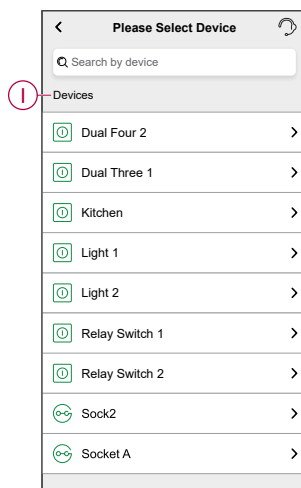 Please Select Device
Search by device
Devices
Dual Four 2
Dual Three 1
Kitchen
Light 1
Light 2
Relay Switch 1
Relay Switch 2
Sock2
Socket A